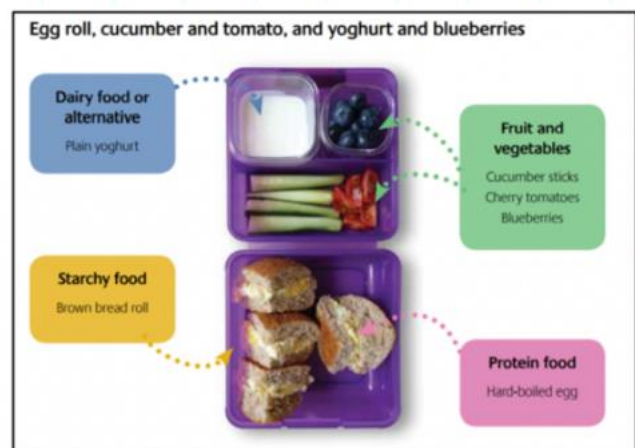 Egg roll, cucumber and tomato, and yoghurt and blueberries
Dairy food or
alternative
Plain yoghurt
Fruit and
vegetables
Cucumber sticks
Cherry tomatoes
Blueberries
Starchy food
Brown bread roll
Protein food
Hard-boiled egg